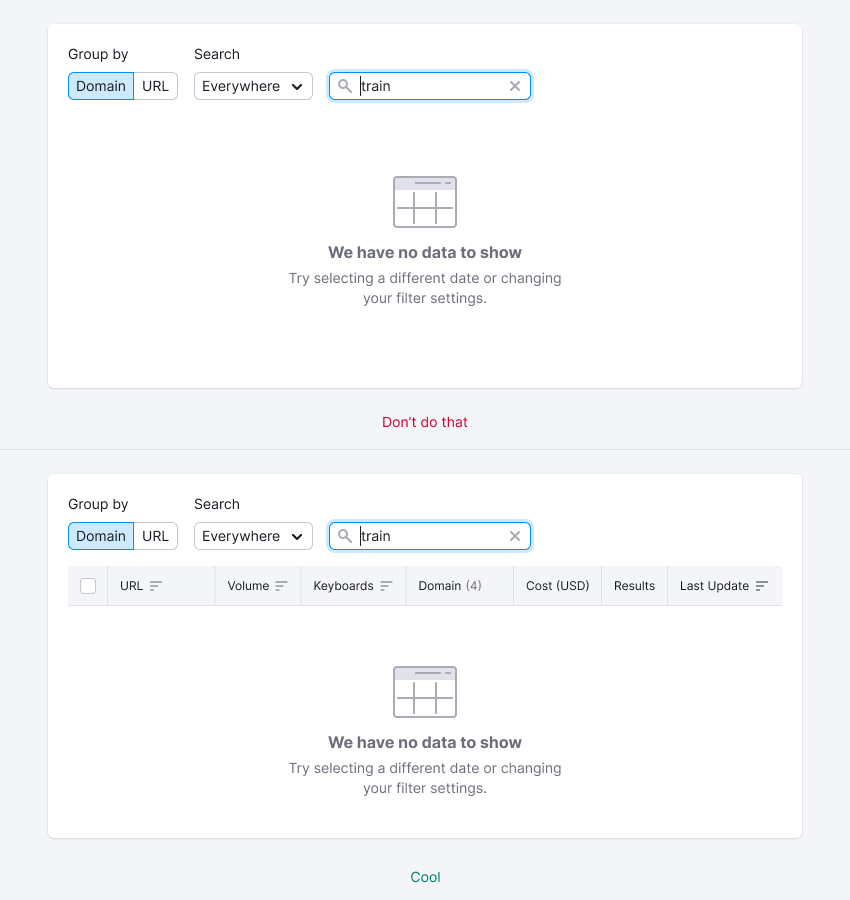 Group by Search
Domain URL Everywhere train
We have no data to show
Try selecting a different date or changing
your filter settings.
Don’t do that
Group by Search
Domain URL Everywhere train
URL Volume Keyboards Domain (4) Cost (USD) Results Last Update
We have no data to show
Try selecting a different date or changing
your filter settings.
Cool